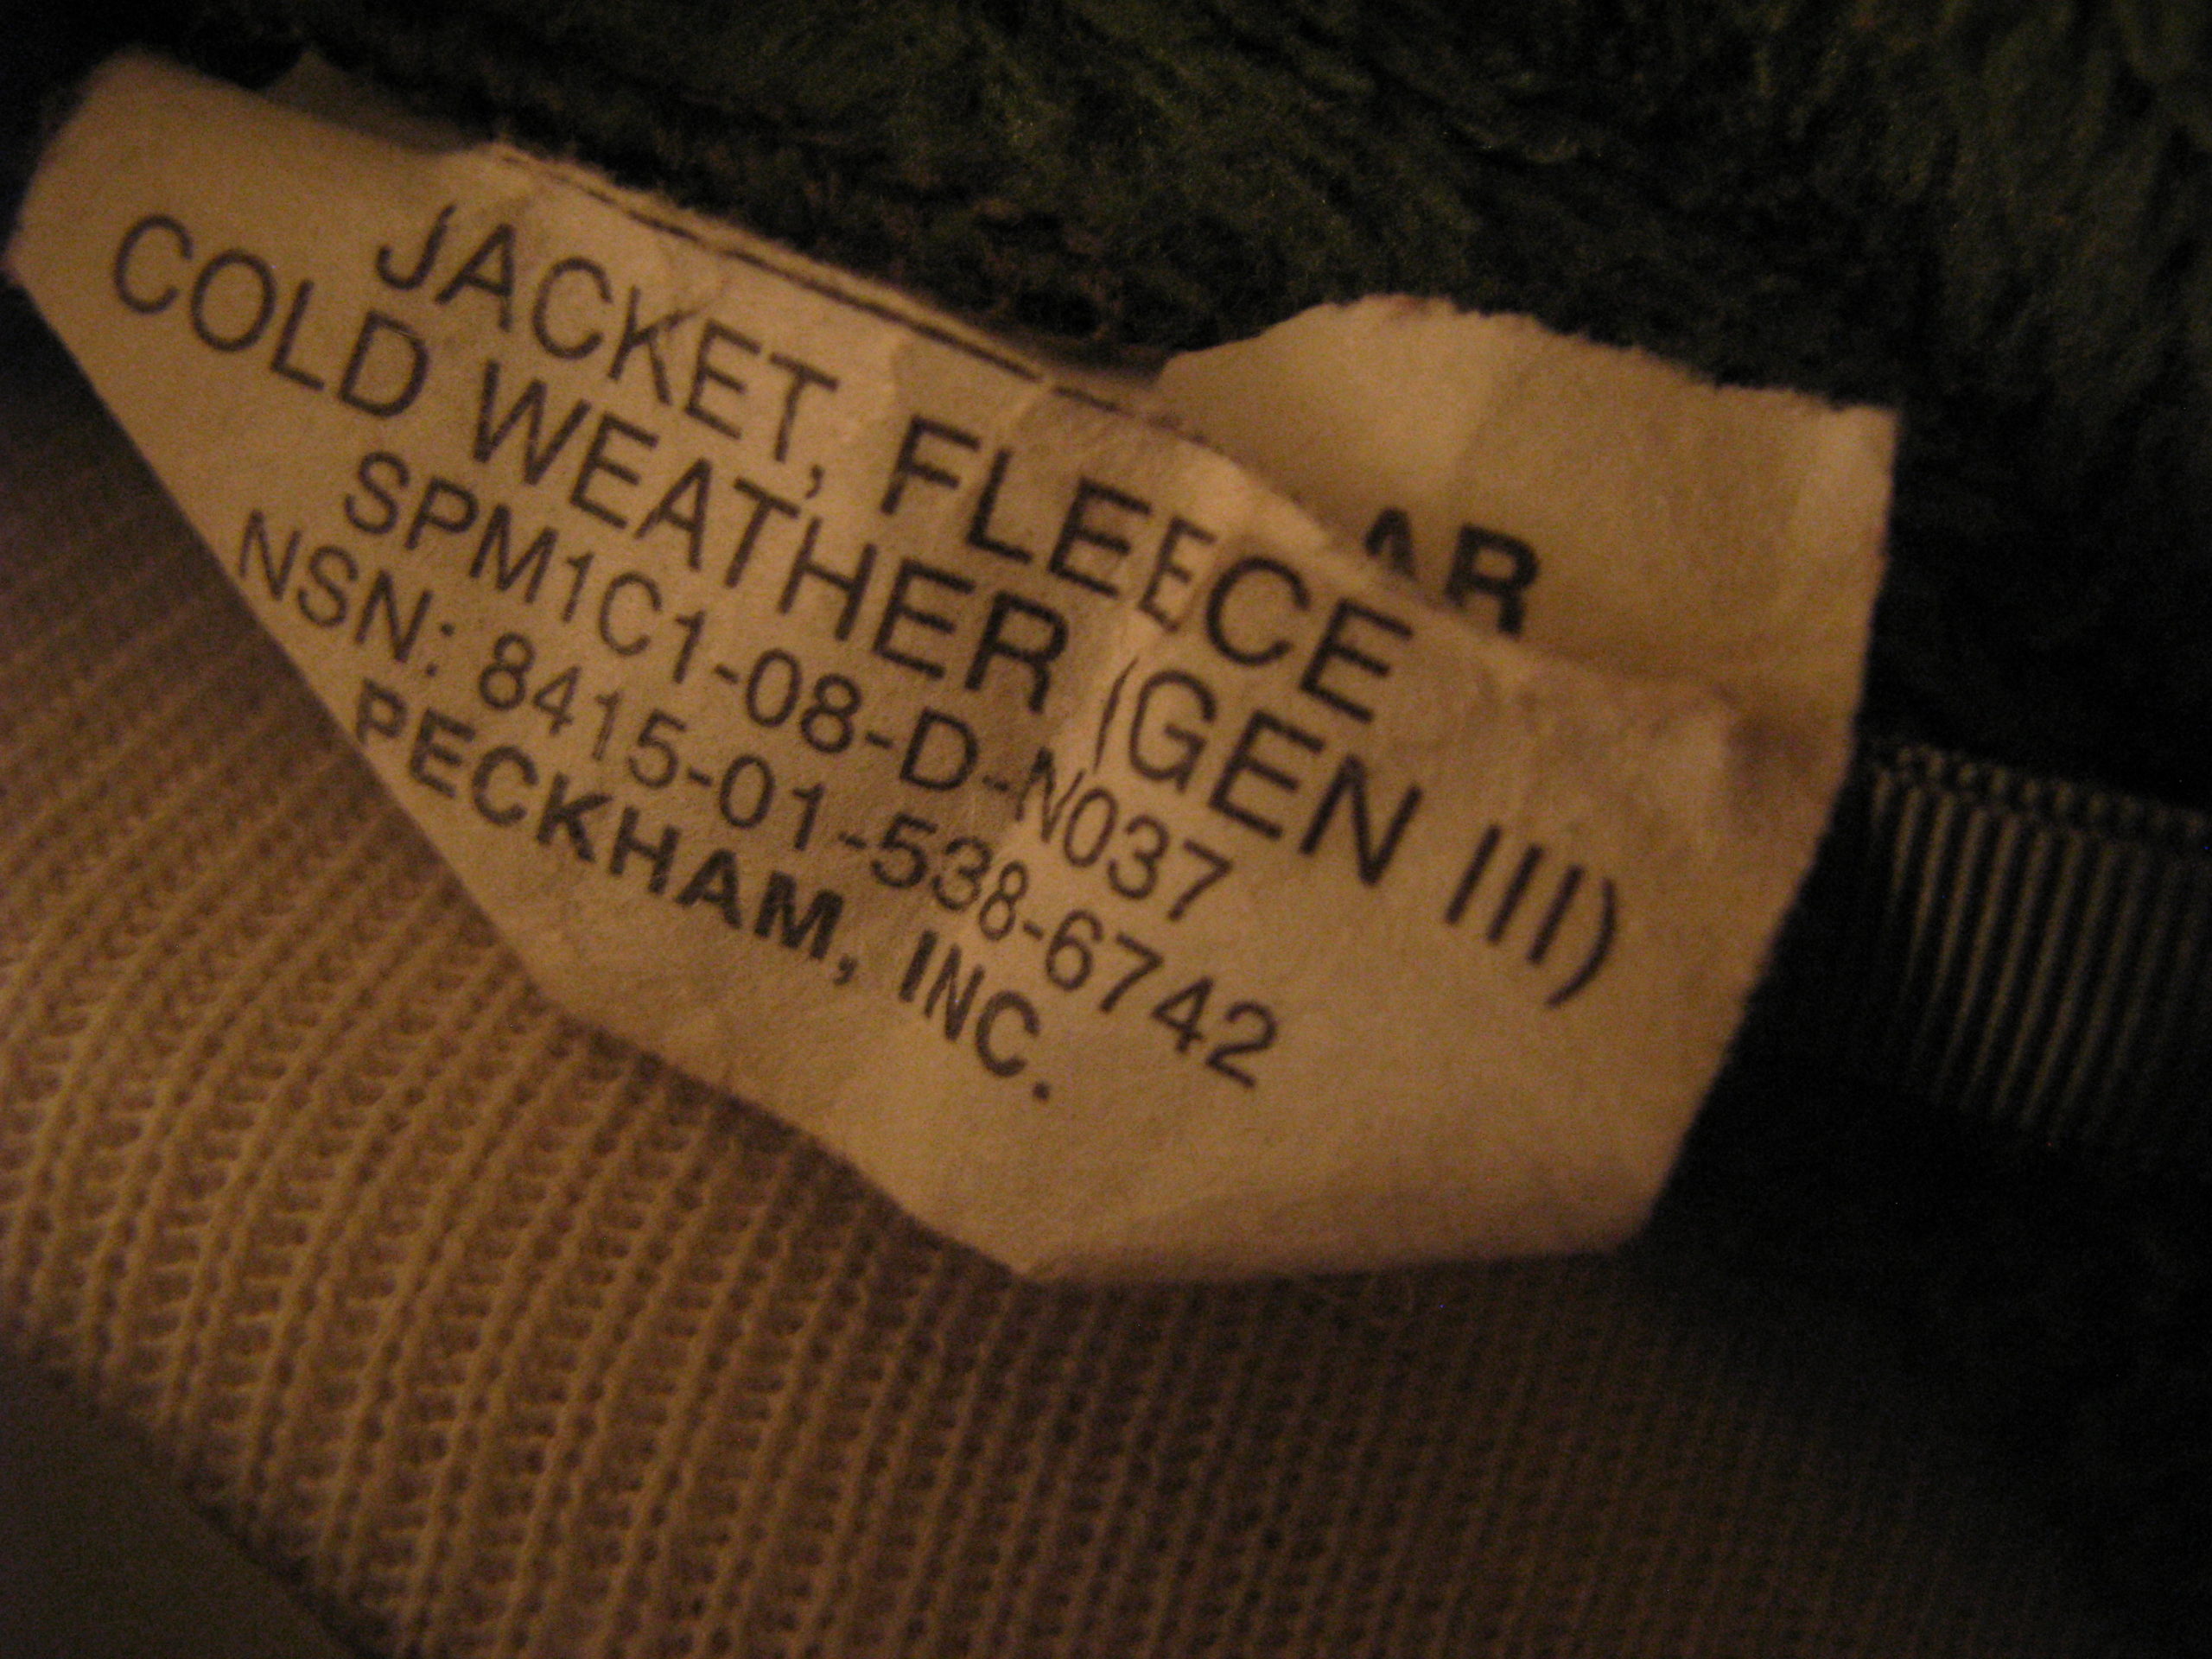 JACKET, FLEECE
COLD WEATHER (GEN III)
SPM1C1-08-D-N037
NSN: 8415-01-538-6742
PECKHAM, INC.